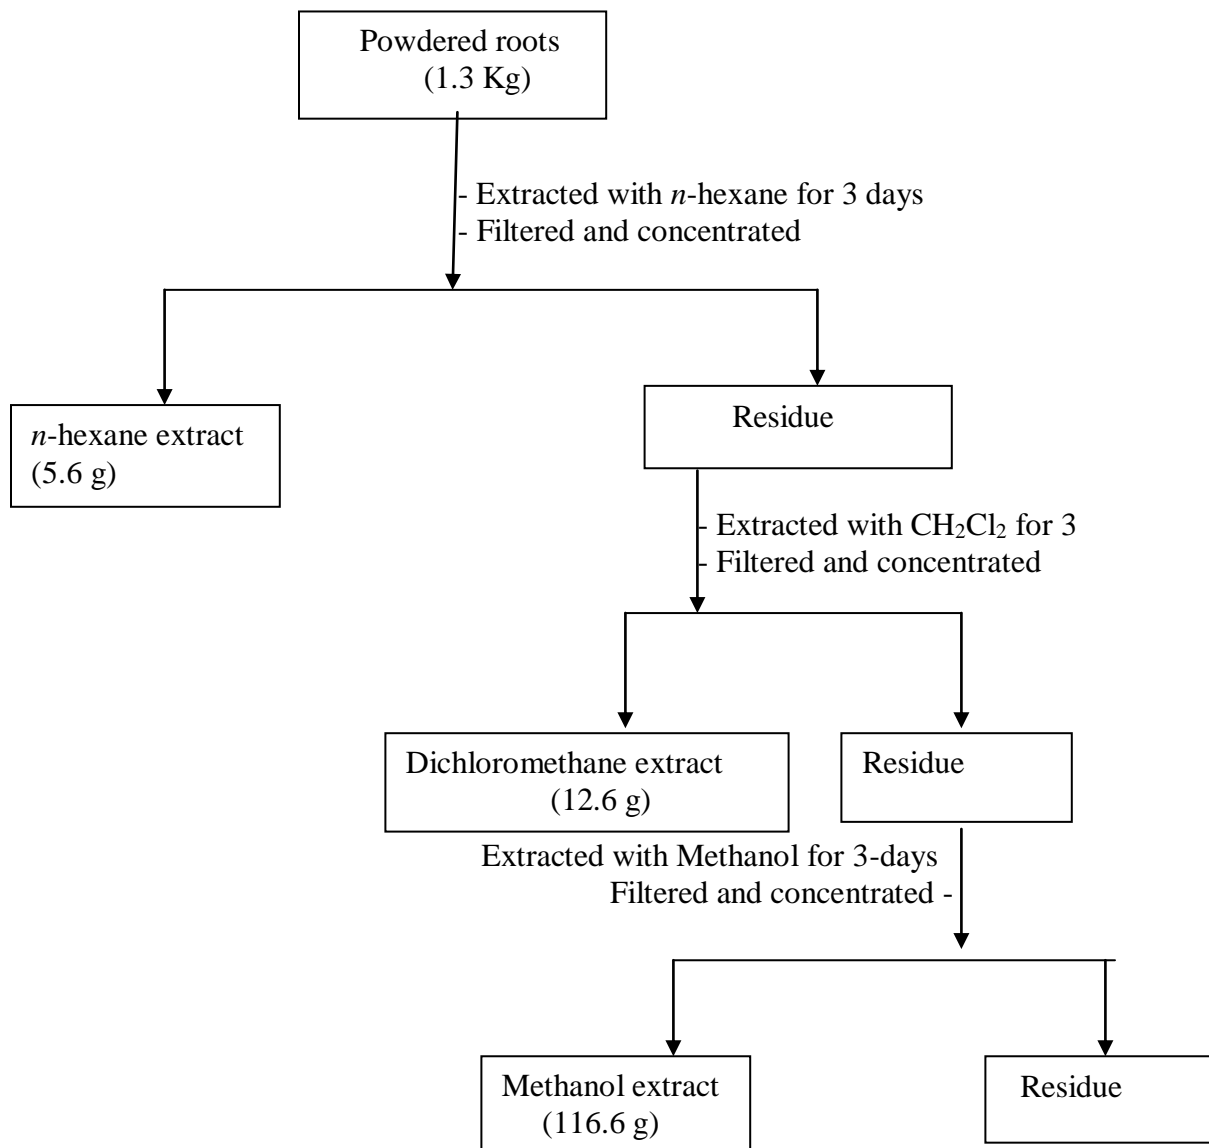 Powdered roots
(1.3 Kg)
- Extracted with n-hexane for 3 days
- Filtered and concentrated
n-hexane extract
(5.6 g)
Residue
- Extracted with CH₂Cl₂ for 3
- Filtered and concentrated
Dichloromethane extract
(12.6 g)
Residue
Extracted with Methanol for 3-days
Filtered and concentrated -
Methanol extract
(116.6 g)
Residue